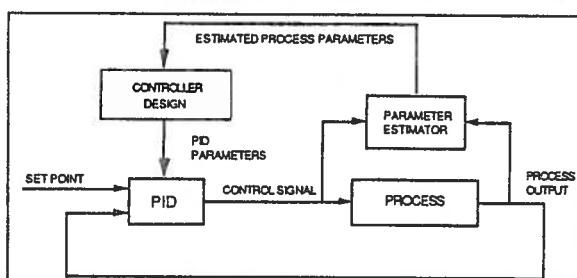 ESTIMATED PROCESS PARAMETERS
CONTROLLER
DESIGN
PARAMETER
ESTIMATOR
PID
PARAMETERS
SET POINT
CONTROL SIGNAL
PROCESS
OUTPUT
PID
PROCESS